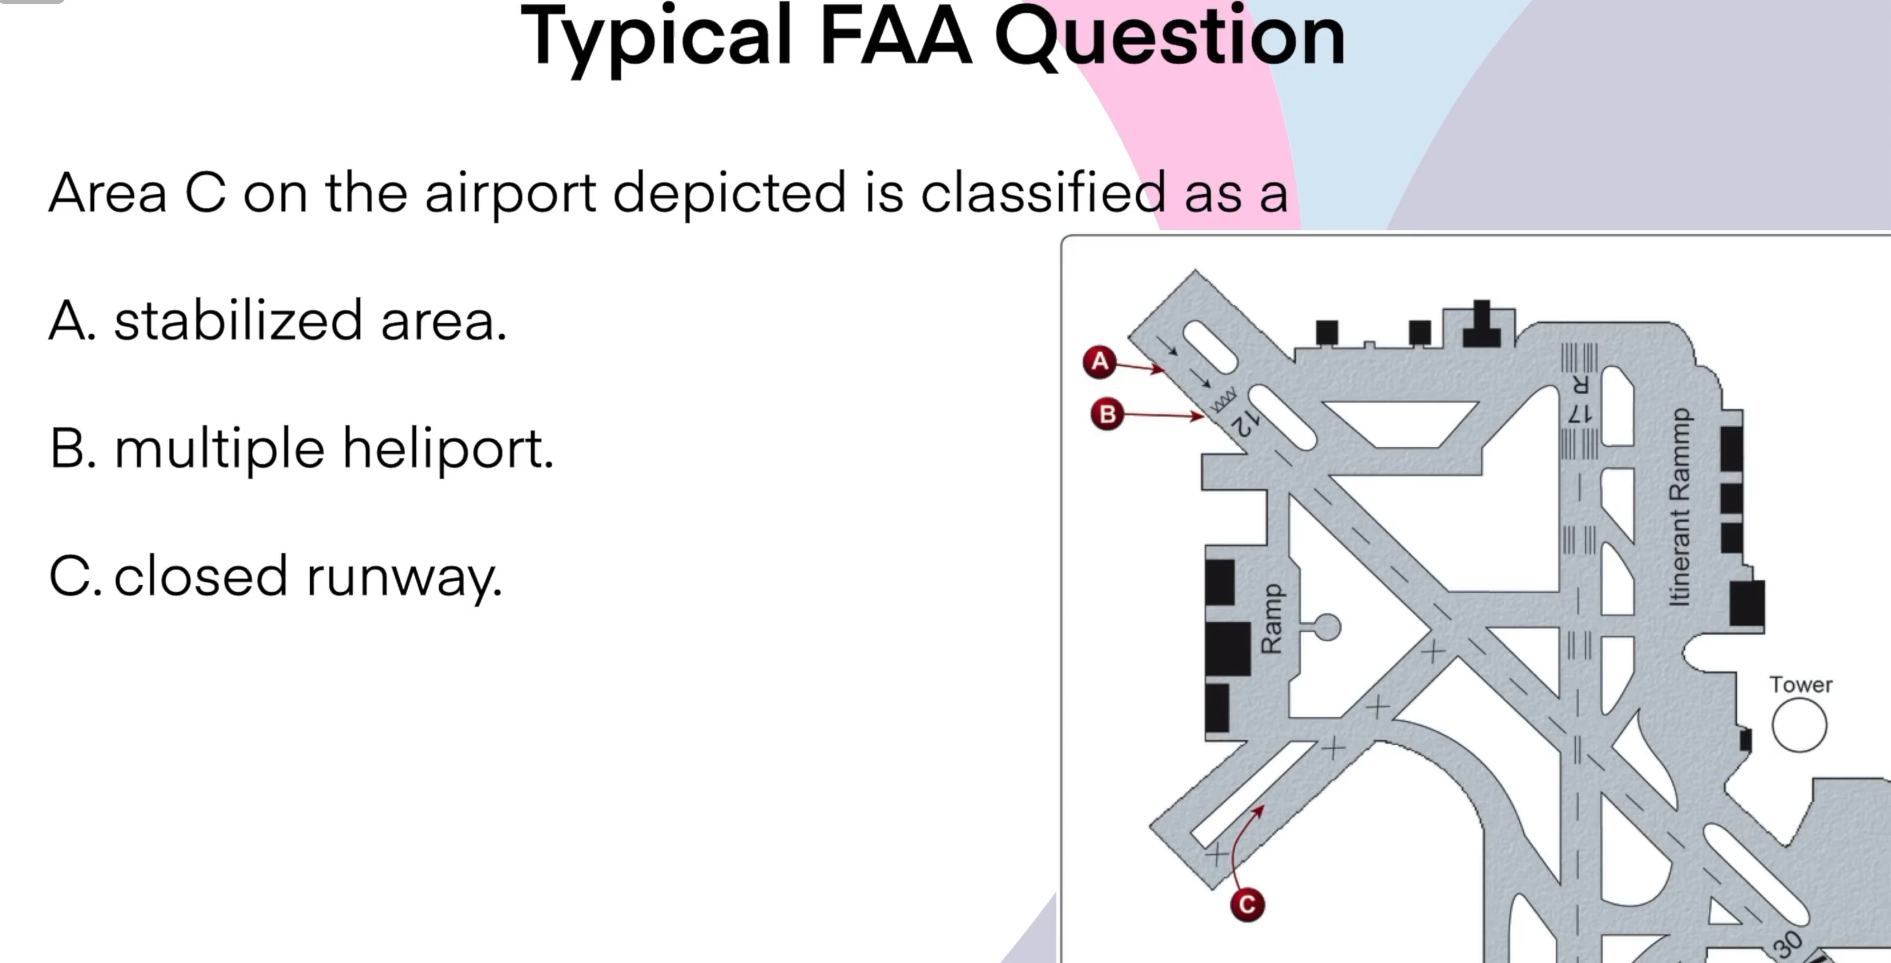 Typical FAA Question
Area C on the airport depicted is classified as a
A. stabilized area.
B. multiple heliport.
C. closed runway.
A
B
12
R
17
Itinerant Rammp
Ramp
Tower
C
30